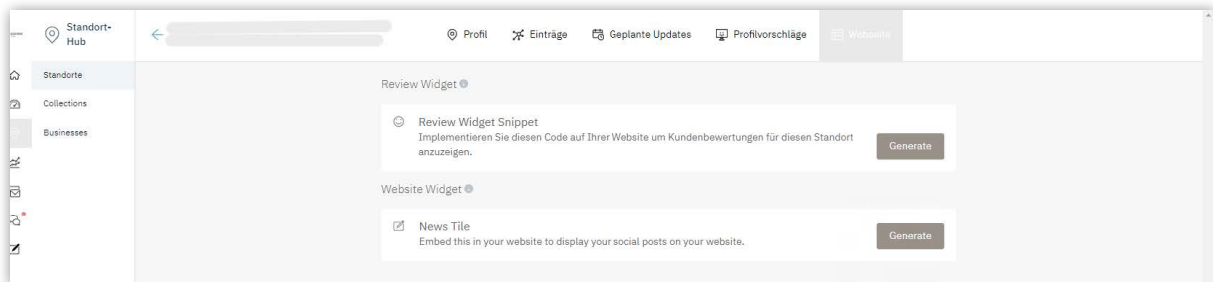 Standort-
Hub
Profil
Einträge
Geplante Updates
Profilvorschläge
Webseite
Standorte
Collections
Businesses
Review Widget
Review Widget Snippet
Implementieren Sie diesen Code auf Ihrer Website um Kundenbewertungen für diesen Standort
anzuzeigen.
Generate
Website Widget
News Tile
Embed this in your website to display your social posts on your website.
Generate